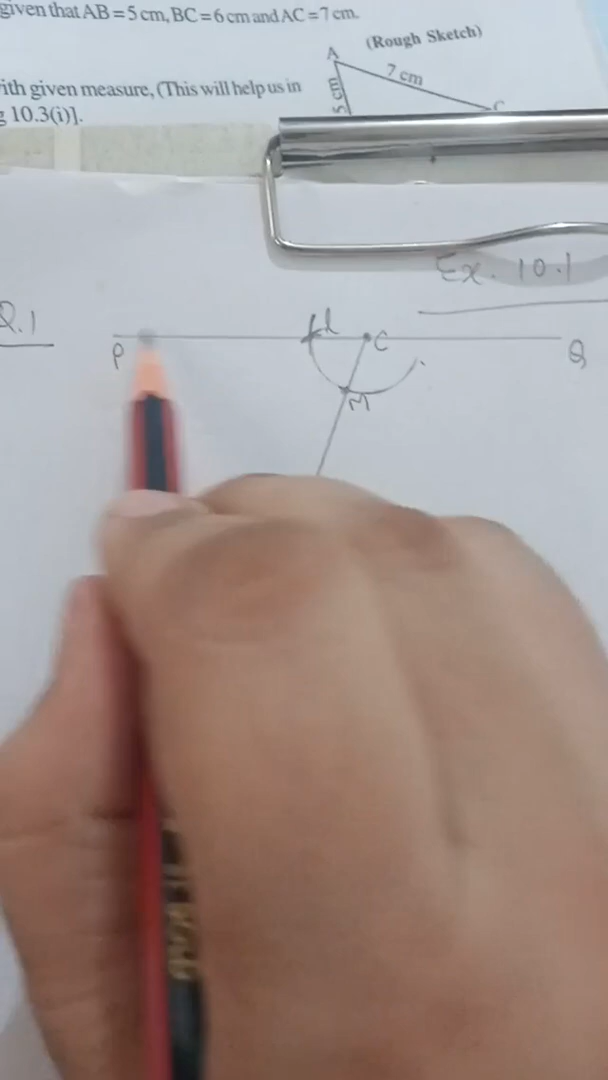 given that AB = 5 cm, BC = 6 cm and AC = 7 cm.
(Rough Sketch)
A
7 cm
5 cm
C
ith given measure, (This will help us in
g 10.3(i)].
Ex. 10.1
Q.1
P
L
C
Q
M